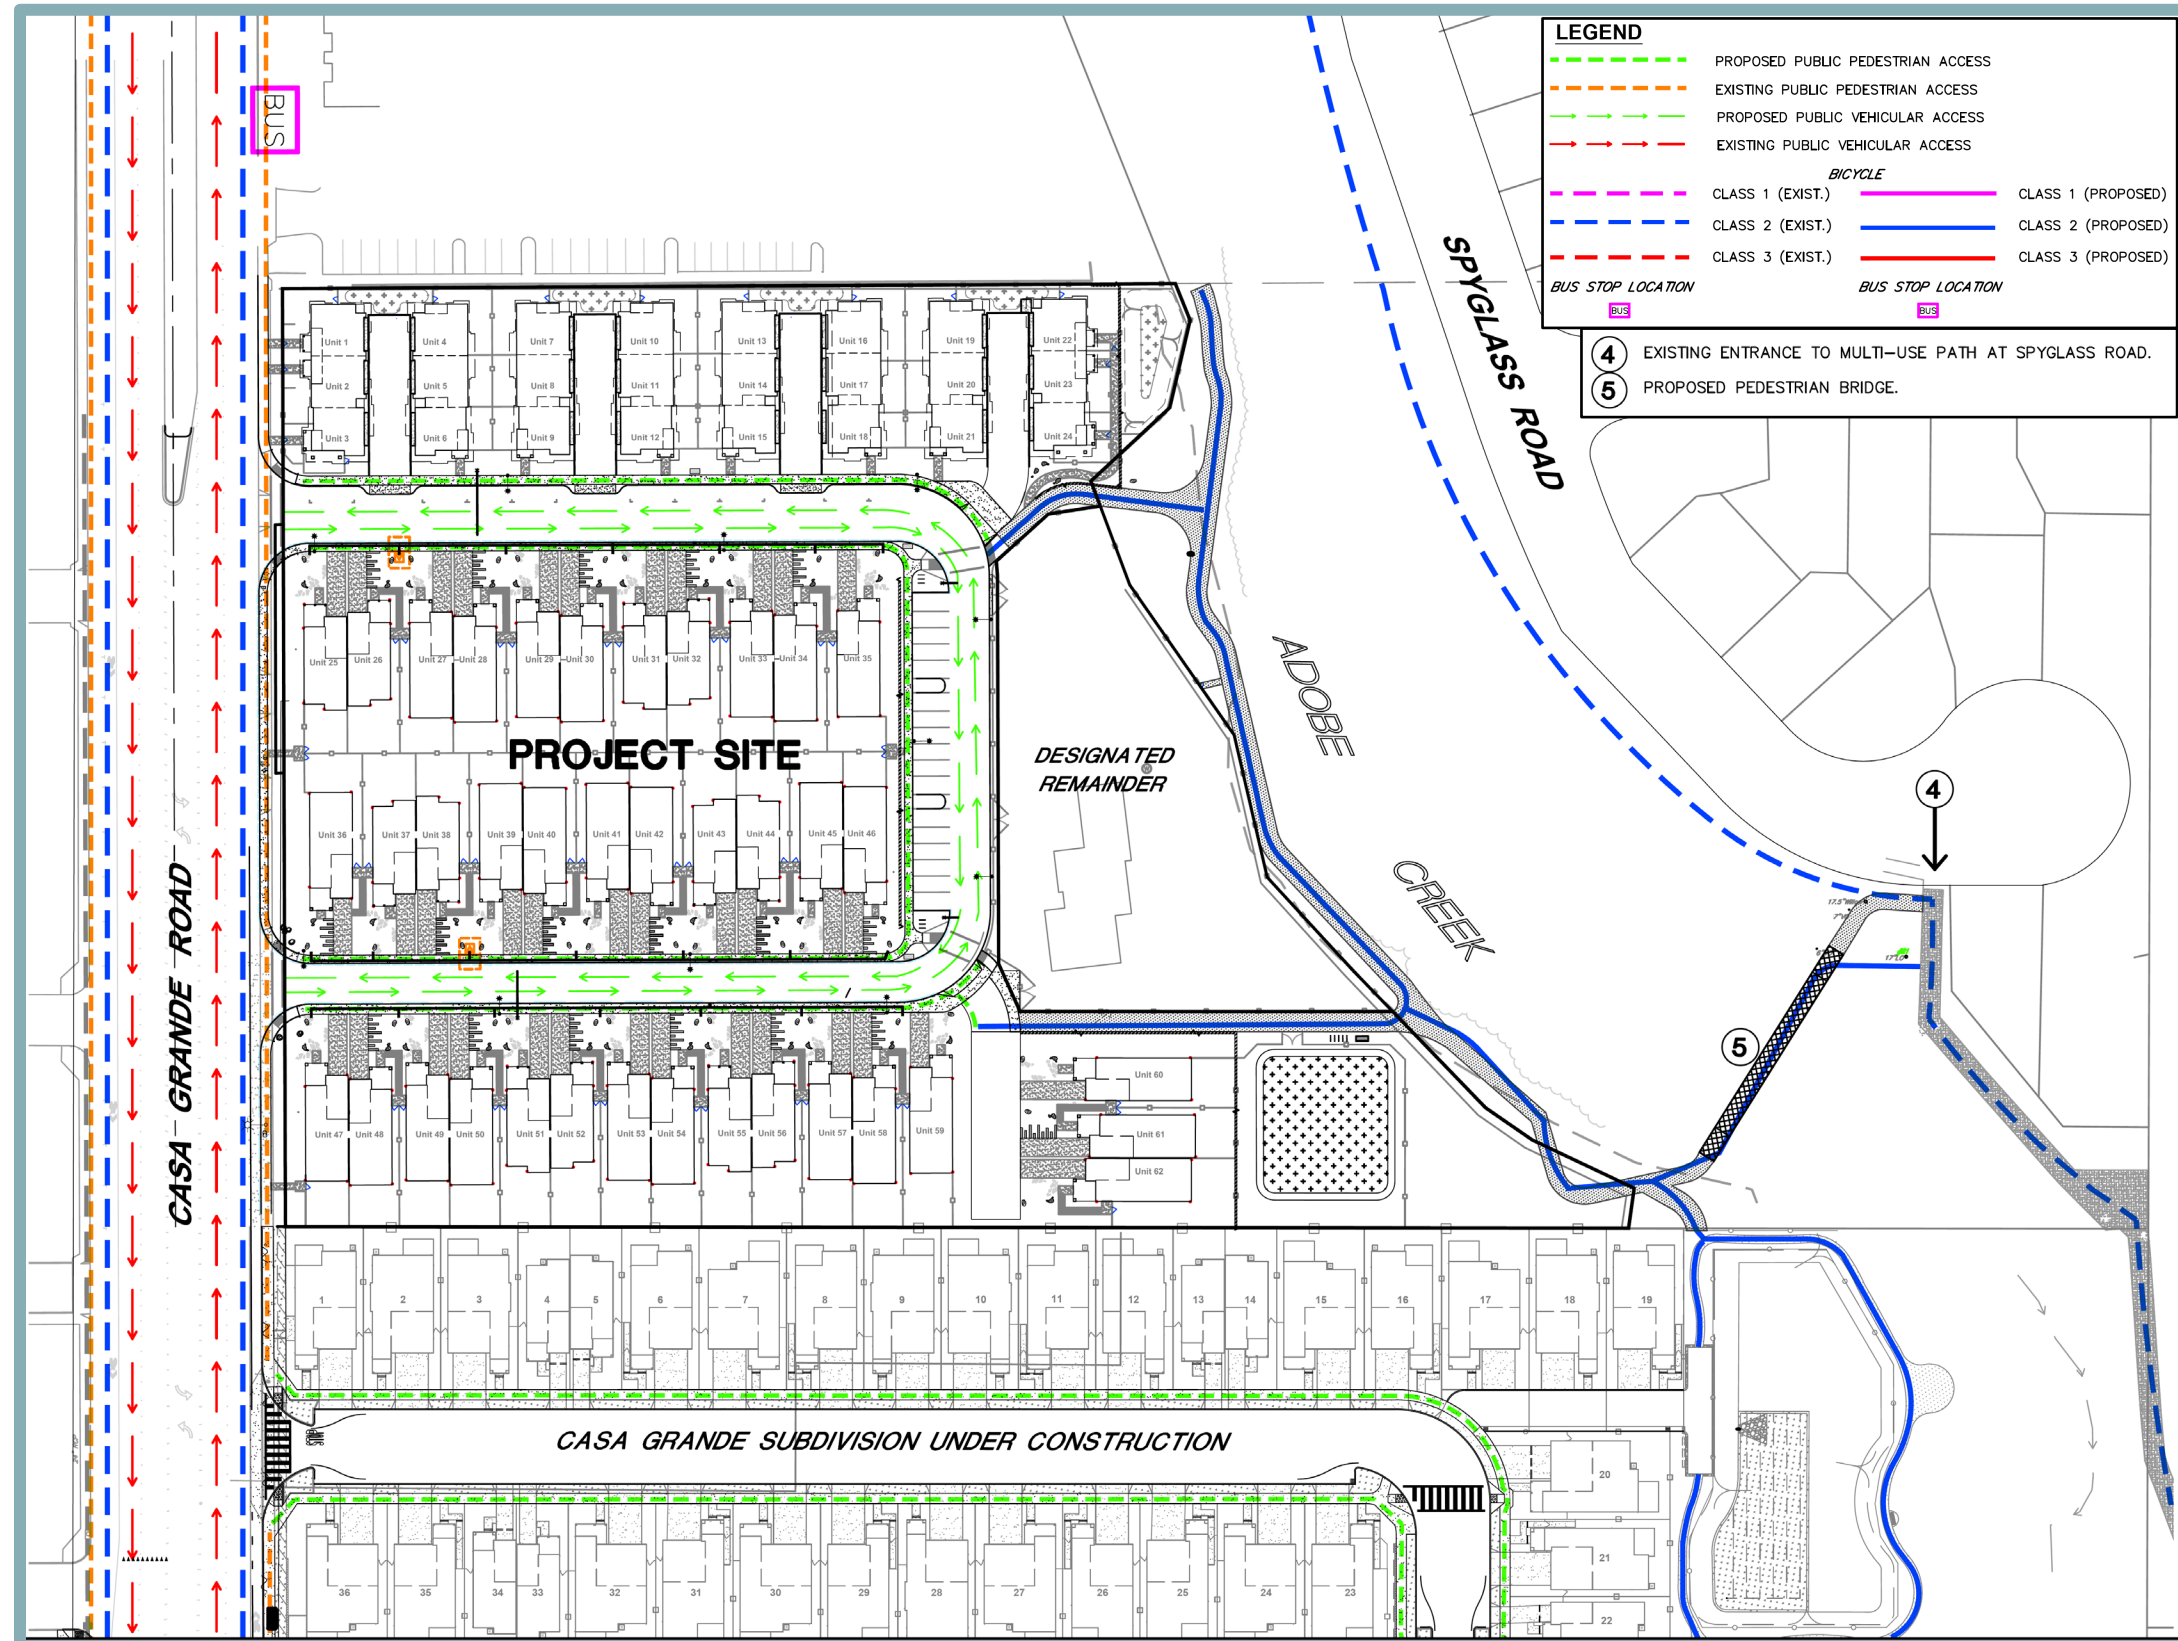 LEGEND
PROPOSED PUBLIC PEDESTRIAN ACCESS
EXISTING PUBLIC PEDESTRIAN ACCESS
PROPOSED PUBLIC VEHICULAR ACCESS
EXISTING PUBLIC VEHICULAR ACCESS
BICYCLE
CLASS 1 (EXIST.) CLASS 1 (PROPOSED)
CLASS 2 (EXIST.) CLASS 2 (PROPOSED)
CLASS 3 (EXIST.) CLASS 3 (PROPOSED)
BUS STOP LOCATION BUS STOP LOCATION
BUS BUS
4 EXISTING ENTRANCE TO MULTI-USE PATH AT SPYGLASS ROAD.
5 PROPOSED PEDESTRIAN BRIDGE.
BUS
SPYGLASS ROAD
Unit 1 Unit 4 Unit 7 Unit 10 Unit 13 Unit 16 Unit 19 Unit 22
Unit 2 Unit 5 Unit 8 Unit 11 Unit 14 Unit 17 Unit 20 Unit 23
Unit 3 Unit 6 Unit 9 Unit 12 Unit 15 Unit 18 Unit 21 Unit 24
Unit 25 Unit 26 Unit 27 Unit 28 Unit 29 Unit 30 Unit 31 Unit 32 Unit 33 Unit 34 Unit 35
PROJECT SITE
DESIGNATED
REMAINDER
ADOBE
CREEK
4
Unit 36 Unit 37 Unit 38 Unit 39 Unit 40 Unit 41 Unit 42 Unit 43 Unit 44 Unit 45 Unit 46
CASA GRANDE ROAD
5
Unit 60
Unit 61
Unit 62
Unit 47 Unit 48 Unit 49 Unit 50 Unit 51 Unit 52 Unit 53 Unit 54 Unit 55 Unit 56 Unit 57 Unit 58 Unit 59
1 2 3 4 5 6 7 8 9 10 11 12 13 14 15 16 17 18 19
CASA GRANDE SUBDIVISION UNDER CONSTRUCTION
20
21
22
36 35 34 33 32 31 30 29 28 27 26 25 24 23